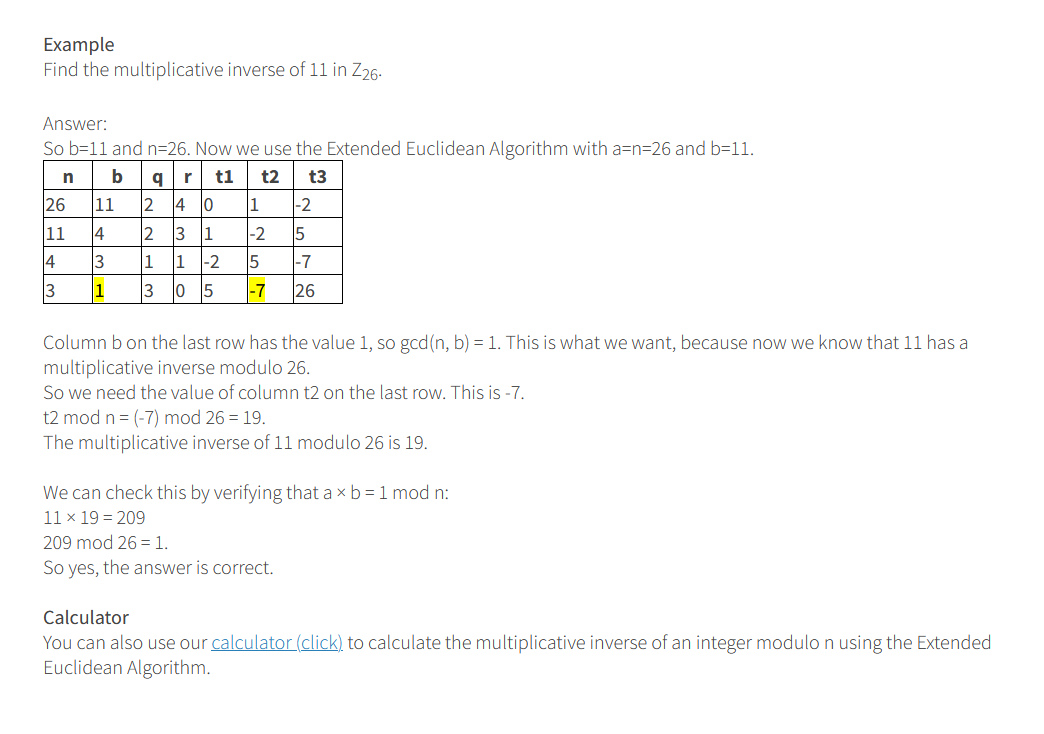 Example
Find the multiplicative inverse of 11 in Z26.
Answer:
So b=11 and n=26. Now we use the Extended Euclidean Algorithm with a=n=26 and b=11.
n b q r t1 t2 t3
26 11 2 4 0 1 -2
11 4 2 3 1 -2 5
4 3 1 1 -2 5 -7
3 1 3 0 5 -7 26
Column b on the last row has the value 1, so gcd(n, b) = 1. This is what we want, because now we know that 11 has a
multiplicative inverse modulo 26.
So we need the value of column t2 on the last row. This is -7.
t2 mod n = (-7) mod 26 = 19.
The multiplicative inverse of 11 modulo 26 is 19.
We can check this by verifying that a × b = 1 mod n:
11 × 19 = 209
209 mod 26 = 1.
So yes, the answer is correct.
Calculator
You can also use our calculator (click) to calculate the multiplicative inverse of an integer modulo n using the Extended
Euclidean Algorithm.